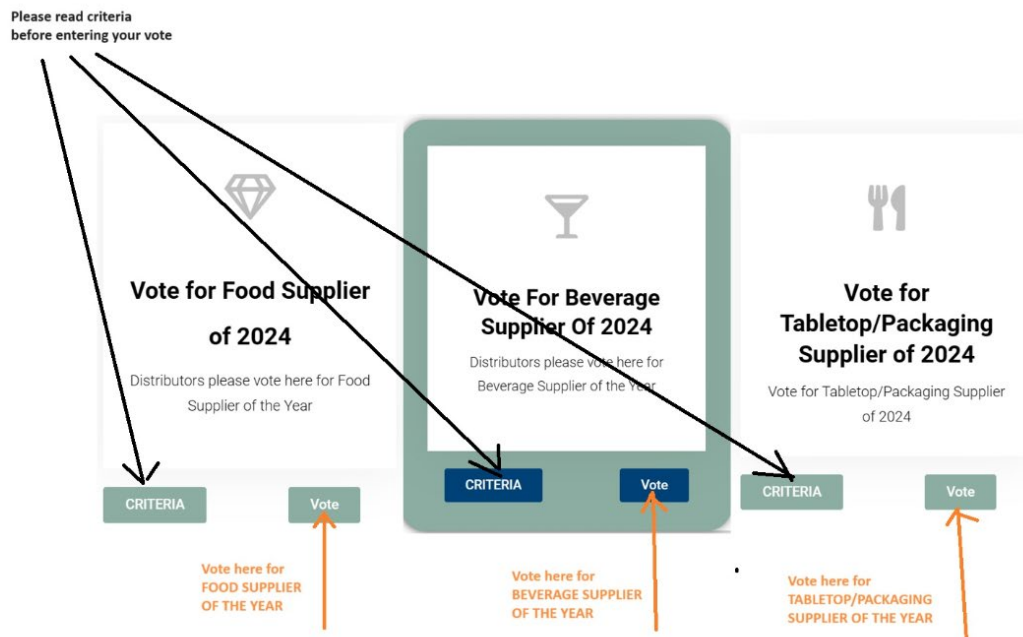 Please read criteria
before entering your vote
Vote for Food Supplier
of 2024
Distributors please vote here for Food
Supplier of the Year
CRITERIA
Vote
Vote here for
FOOD SUPPLIER
OF THE YEAR
Vote For Beverage
Supplier Of 2024
Distributors please vote here for
Beverage Supplier of the Year
CRITERIA
Vote
Vote here for
BEVERAGE SUPPLIER
OF THE YEAR
Vote for
Tabletop/Packaging
Supplier of 2024
Vote for Tabletop/Packaging Supplier
of 2024
CRITERIA
Vote
Vote here for
TABLETOP/PACKAGING
SUPPLIER OF THE YEAR